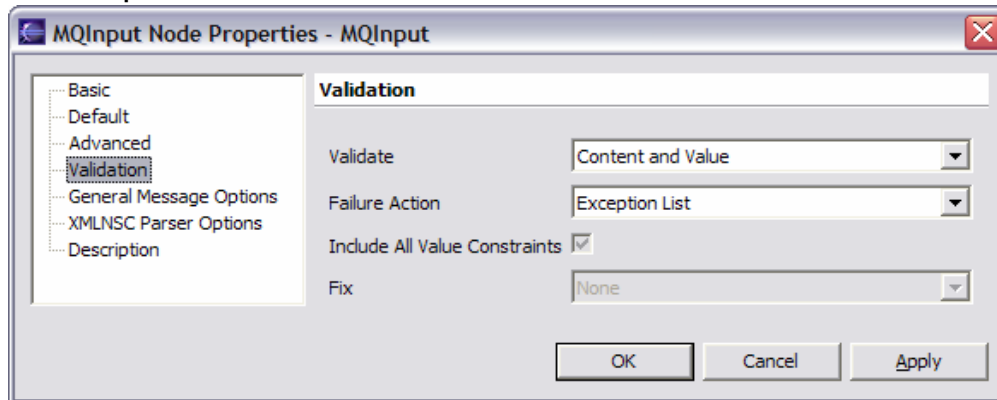 MQInput Node Properties - MQInput
Basic
Default
Advanced
Validation
General Message Options
XMLNSC Parser Options
Description
Validation
Validate Content and Value
Failure Action Exception List
Include All Value Constraints
Fix None
OK Cancel Apply